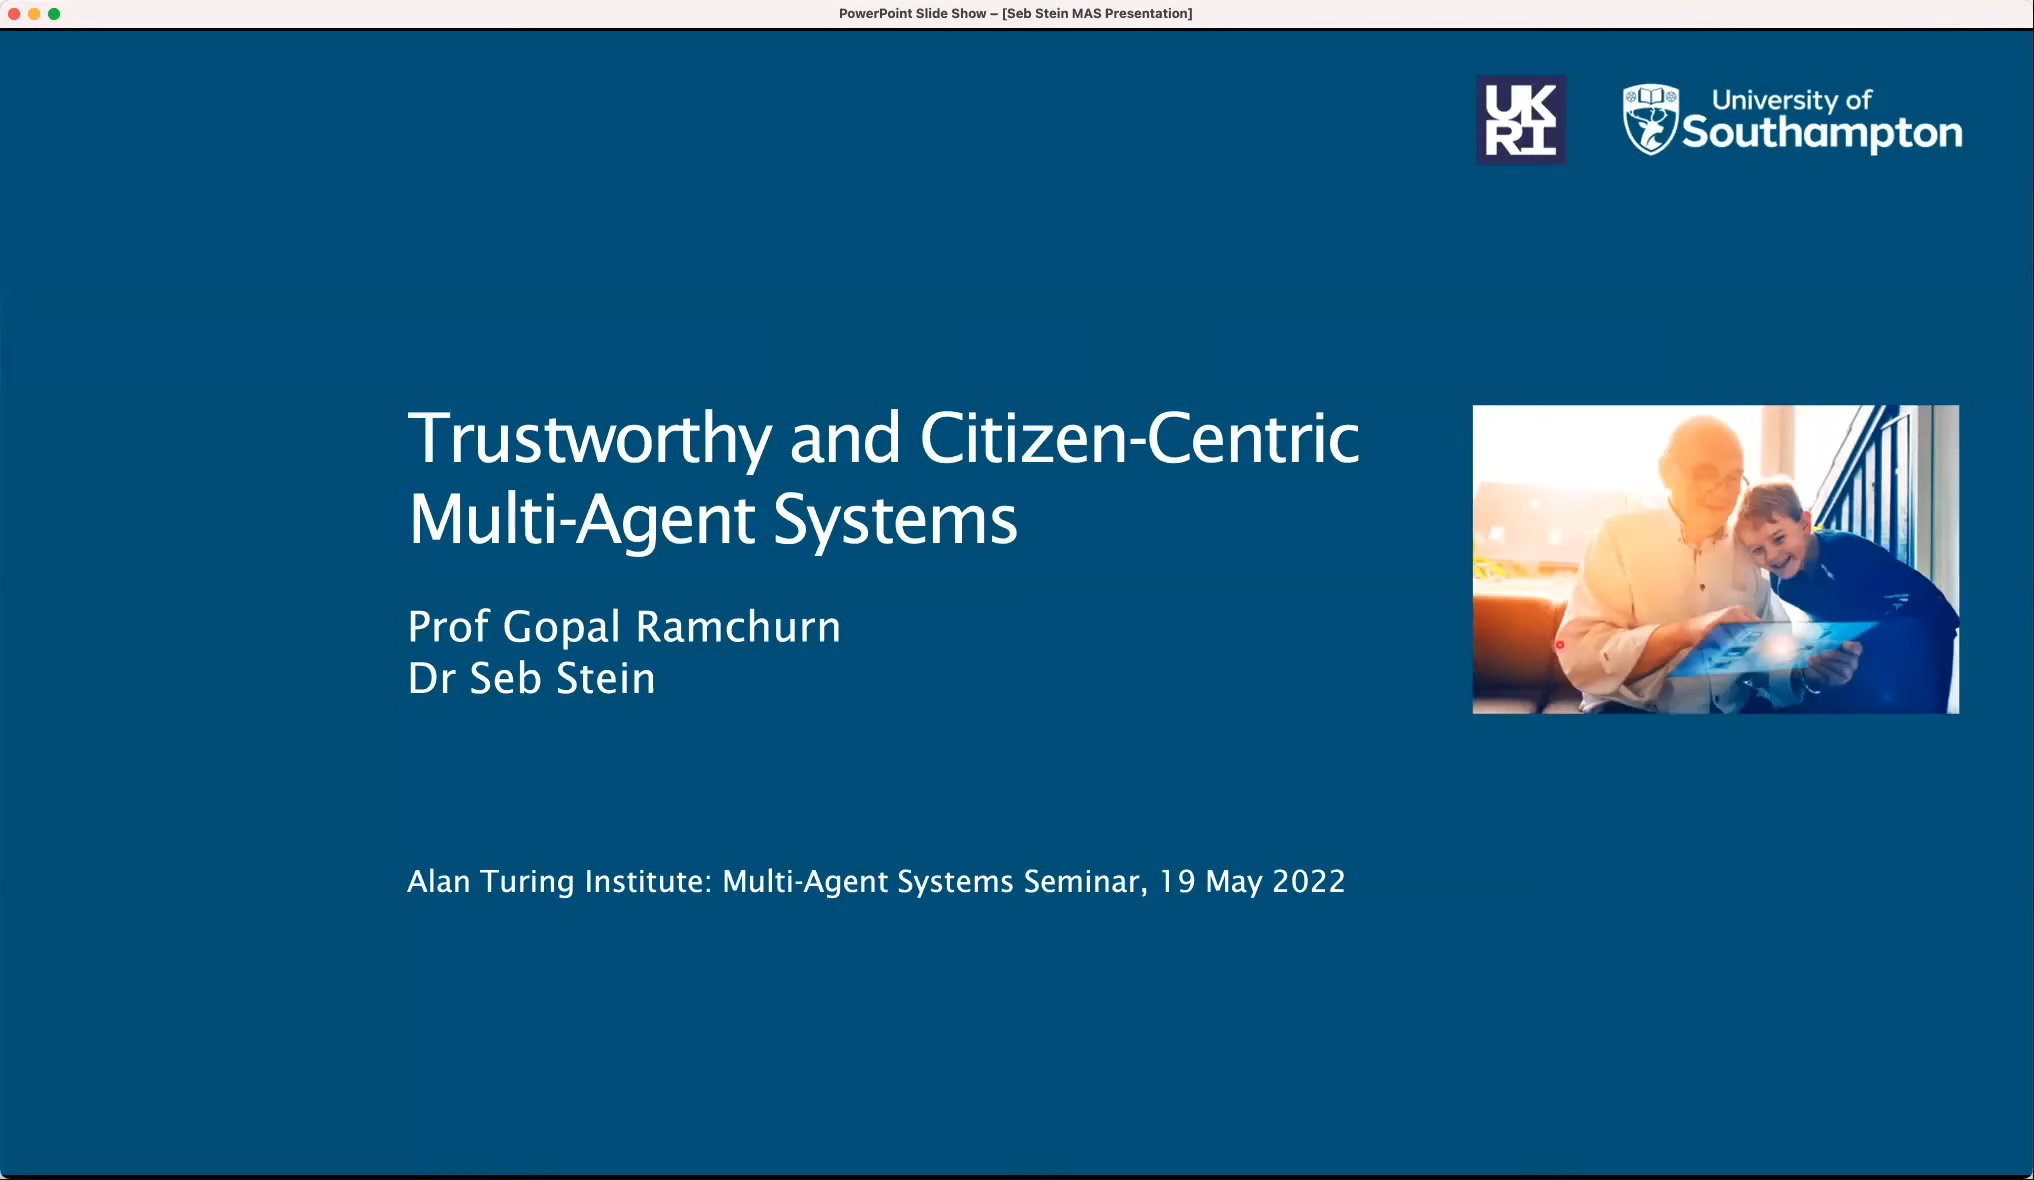 PowerPoint Slide Show – [Seb Stein MAS Presentation]
UK
RI
University of
Southampton
Trustworthy and Citizen-Centric
Multi-Agent Systems
Prof Gopal Ramchurn
Dr Seb Stein
Alan Turing Institute: Multi-Agent Systems Seminar, 19 May 2022